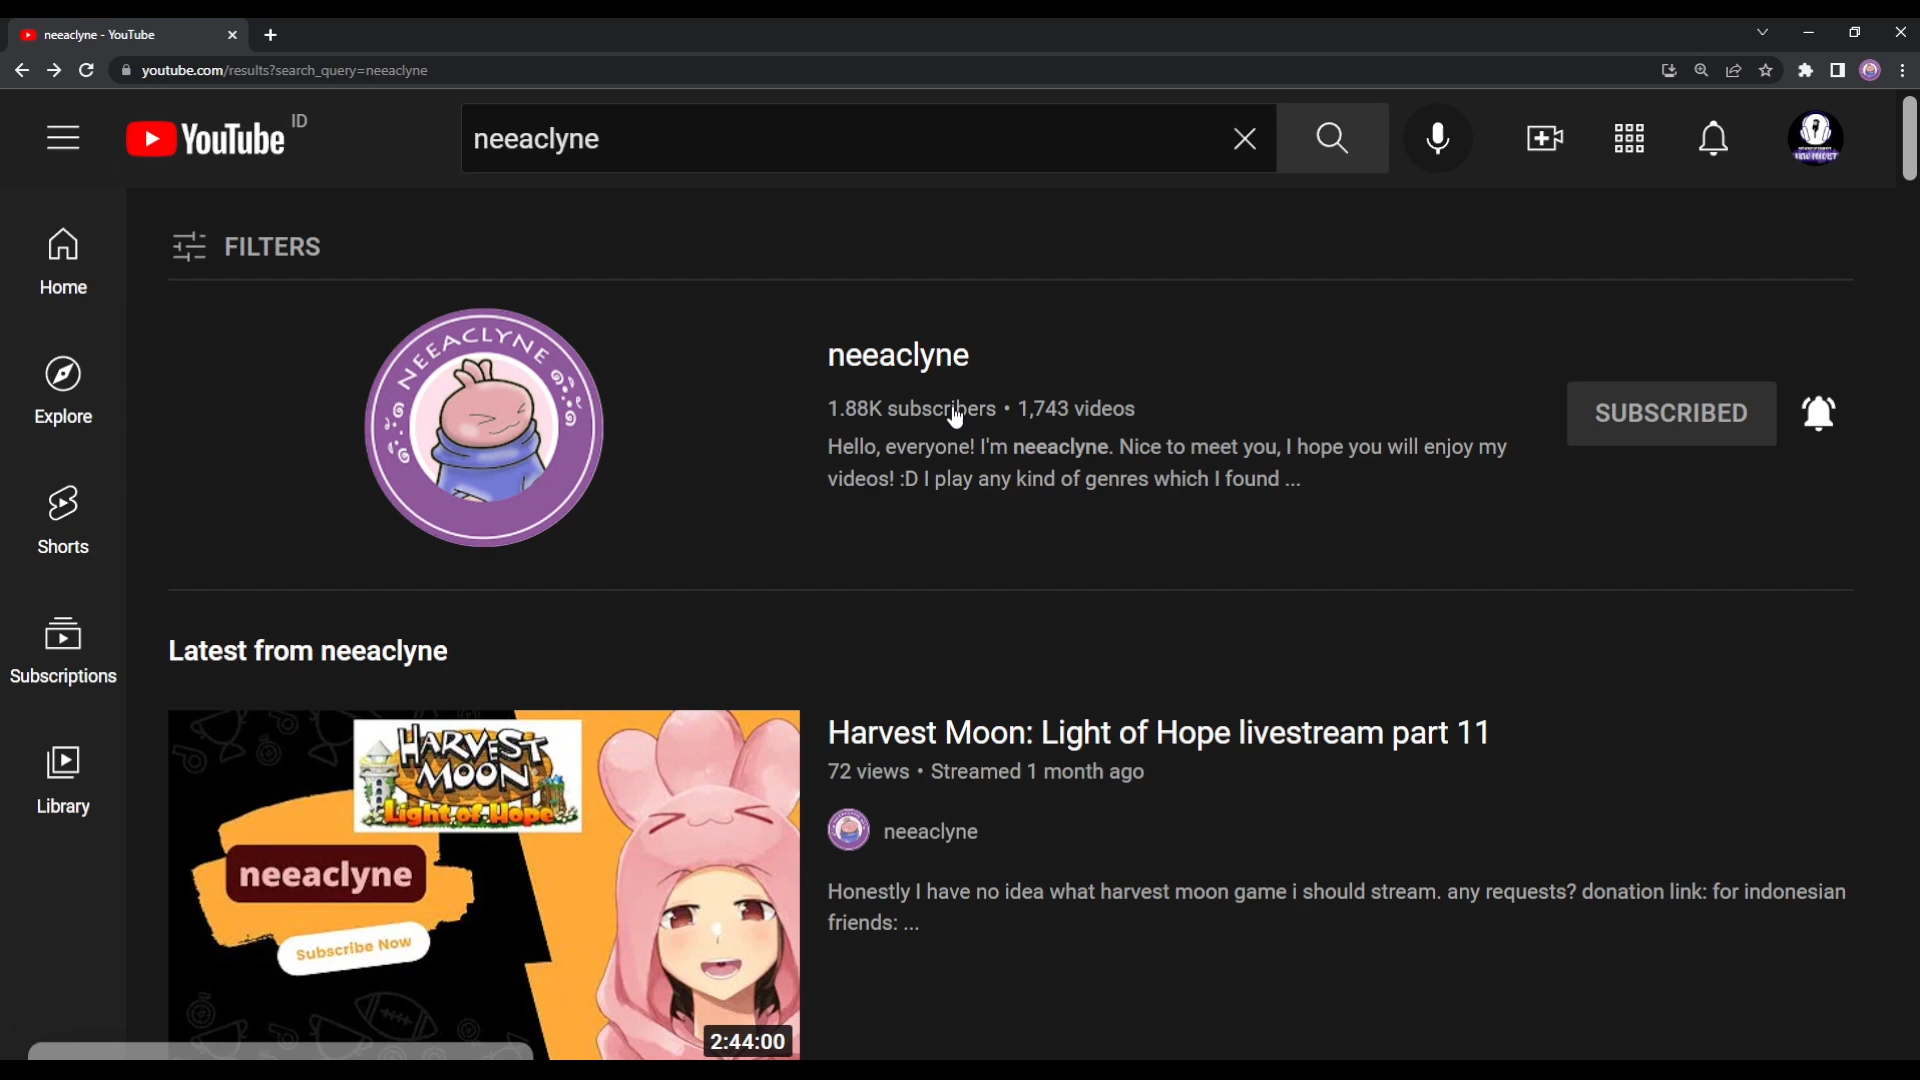 neeaclyne - YouTube
youtube.com/results?search_query=neeaclyne
YouTube ID
neeaclyne
FILTERS
Home
Explore
Shorts
Subscriptions
Library
NEEACLYNE
neeaclyne
1.88K subscribers • 1,743 videos
Hello, everyone! I'm neeaclyne. Nice to meet you, I hope you will enjoy my
videos! :D I play any kind of genres which I found ...
SUBSCRIBED
Latest from neeaclyne
HARVEST
MOON
Light of Hope
neeaclyne
Subscribe Now
2:44:00
Harvest Moon: Light of Hope livestream part 11
72 views • Streamed 1 month ago
neeaclyne
Honestly I have no idea what harvest moon game i should stream. any requests? donation link: for indonesian
friends: ...